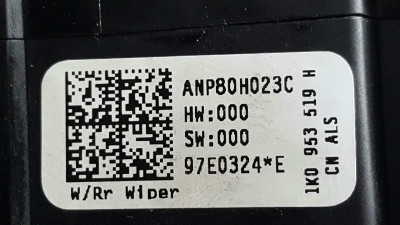 ANP80H023C
HW:000
SW:000
97E0324*E
W/Rr Wiper
1K0 953 519 H
CN ALS